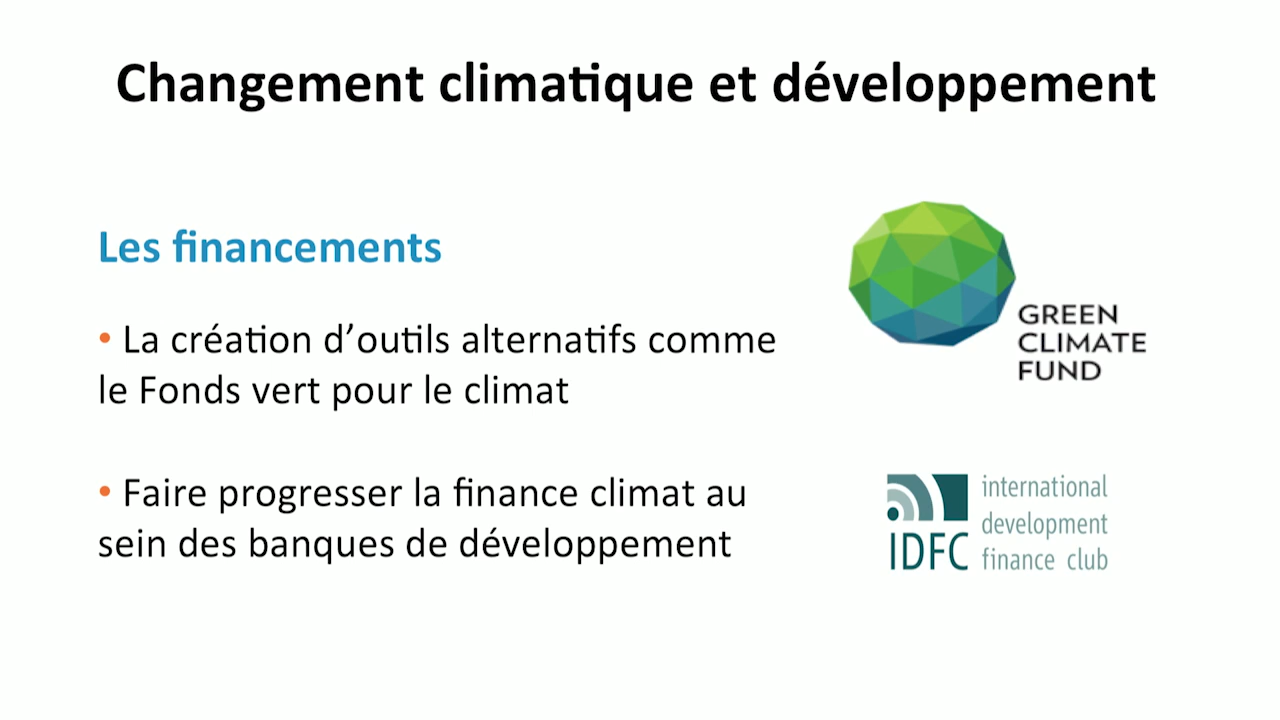 Changement climatique et développement
Les financements
• La création d’outils alternatifs comme
le Fonds vert pour le climat
GREEN
CLIMATE
FUND
• Faire progresser la finance climat au
sein des banques de développement
IDFC
international
development
finance club